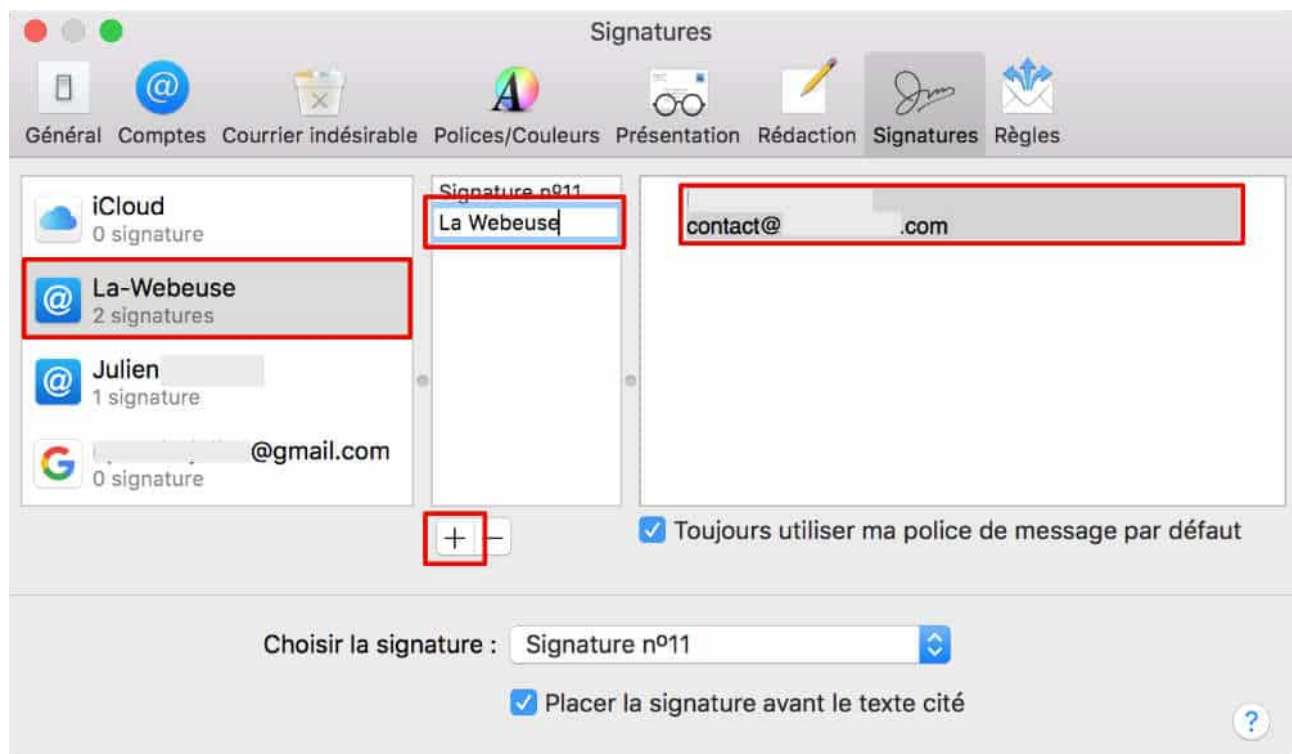 Signatures
Général Comptes Courrier indésirable Polices/Couleurs Présentation Rédaction Signatures Règles
iCloud
0 signature
La-Webeuse
2 signatures
Julien
1 signature
@gmail.com
0 signature
Signature nº11
La Webeuse
contact@ .com
+ −
Toujours utiliser ma police de message par défaut
Choisir la signature : Signature nº11
Placer la signature avant le texte cité
?